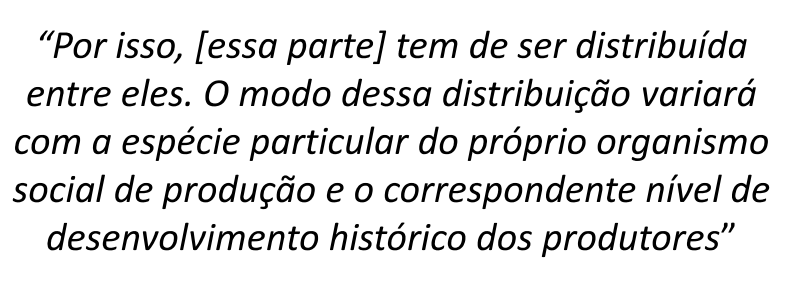 “Por isso, [essa parte] tem de ser distribuída
entre eles. O modo dessa distribuição variará
com a espécie particular do próprio organismo
social de produção e o correspondente nível de
desenvolvimento histórico dos produtores”